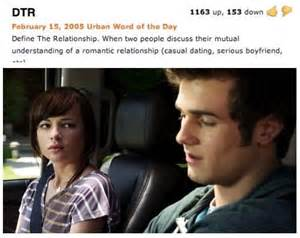 DTR
1163 up, 153 down
February 15, 2005 Urban Word of the Day
Define The Relationship. When two people discuss their mutual
understanding of a romantic relationship (casual dating, serious boyfriend,